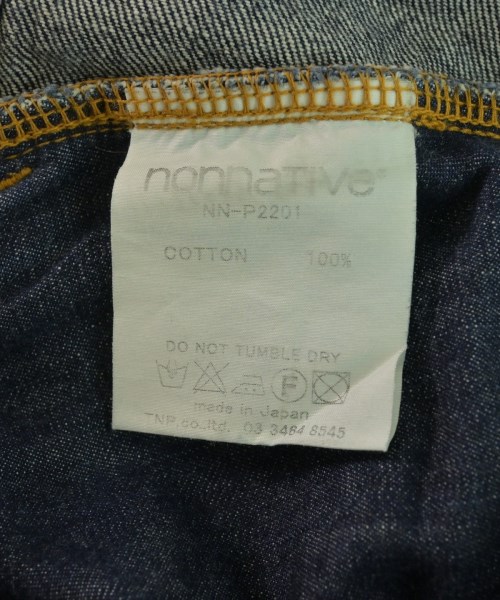 nonnative
NN-P2201
COTTON 100%
DO NOT TUMBLE DRY
F
made in Japan
TNP.co.,ltd. 03 3464 8545